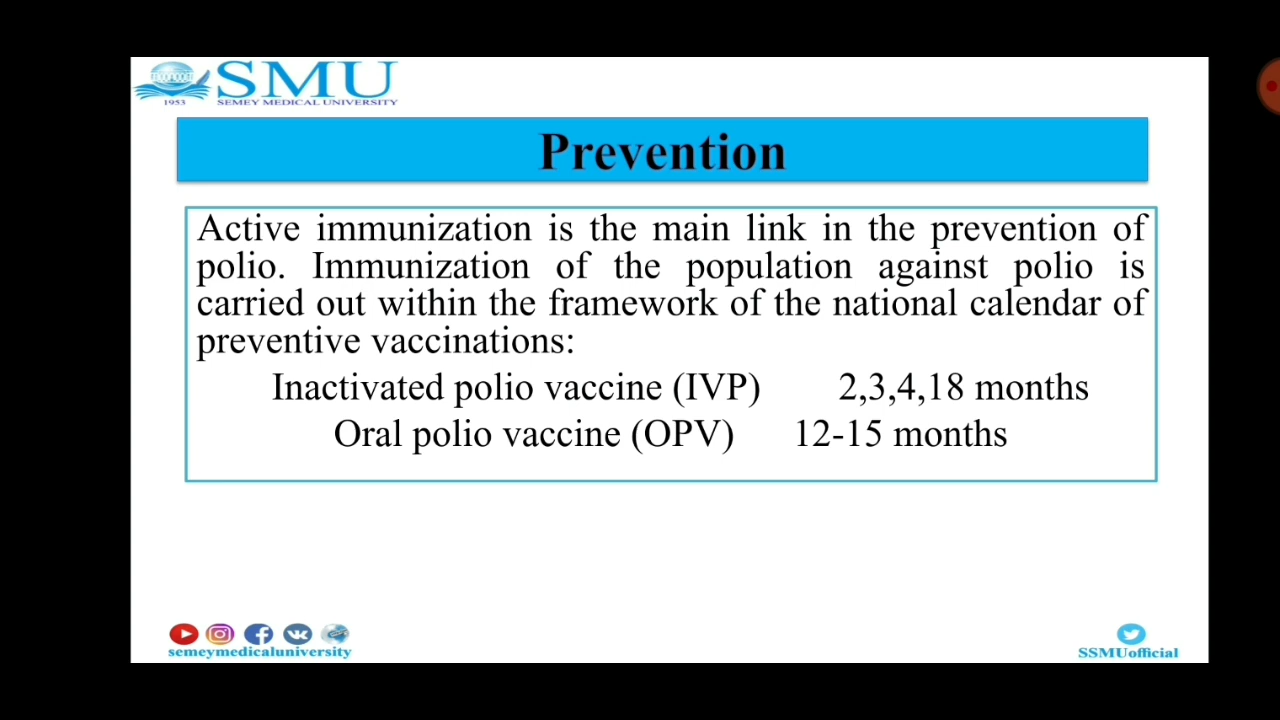 SMU
1953 SEMEY MEDICAL UNIVERSITY
Prevention
Active immunization is the main link in the prevention of
polio. Immunization of the population against polio is
carried out within the framework of the national calendar of
preventive vaccinations:
Inactivated polio vaccine (IVP) 2,3,4,18 months
Oral polio vaccine (OPV) 12-15 months
semeymedicaluniversity
SSMUofficial